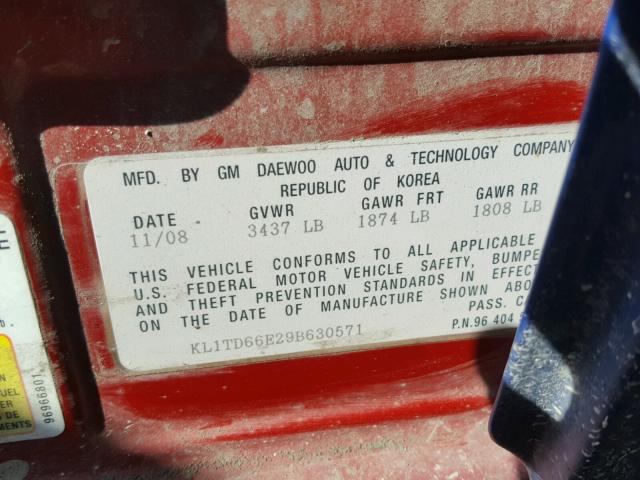 MFD. BY GM DAEWOO AUTO & TECHNOLOGY COMPANY
REPUBLIC OF KOREA
DATE GVWR GAWR FRT GAWR RR
11/08 3437 LB 1874 LB 1808 LB
THIS VEHICLE CONFORMS TO ALL APPLICABLE
U.S. FEDERAL MOTOR VEHICLE SAFETY, BUMPE
AND THEFT PREVENTION STANDARDS IN EFFECT
ON THE DATE OF MANUFACTURE SHOWN ABO
PASS. C
KL1TD66E29B630571
P.N.96 404
96966801